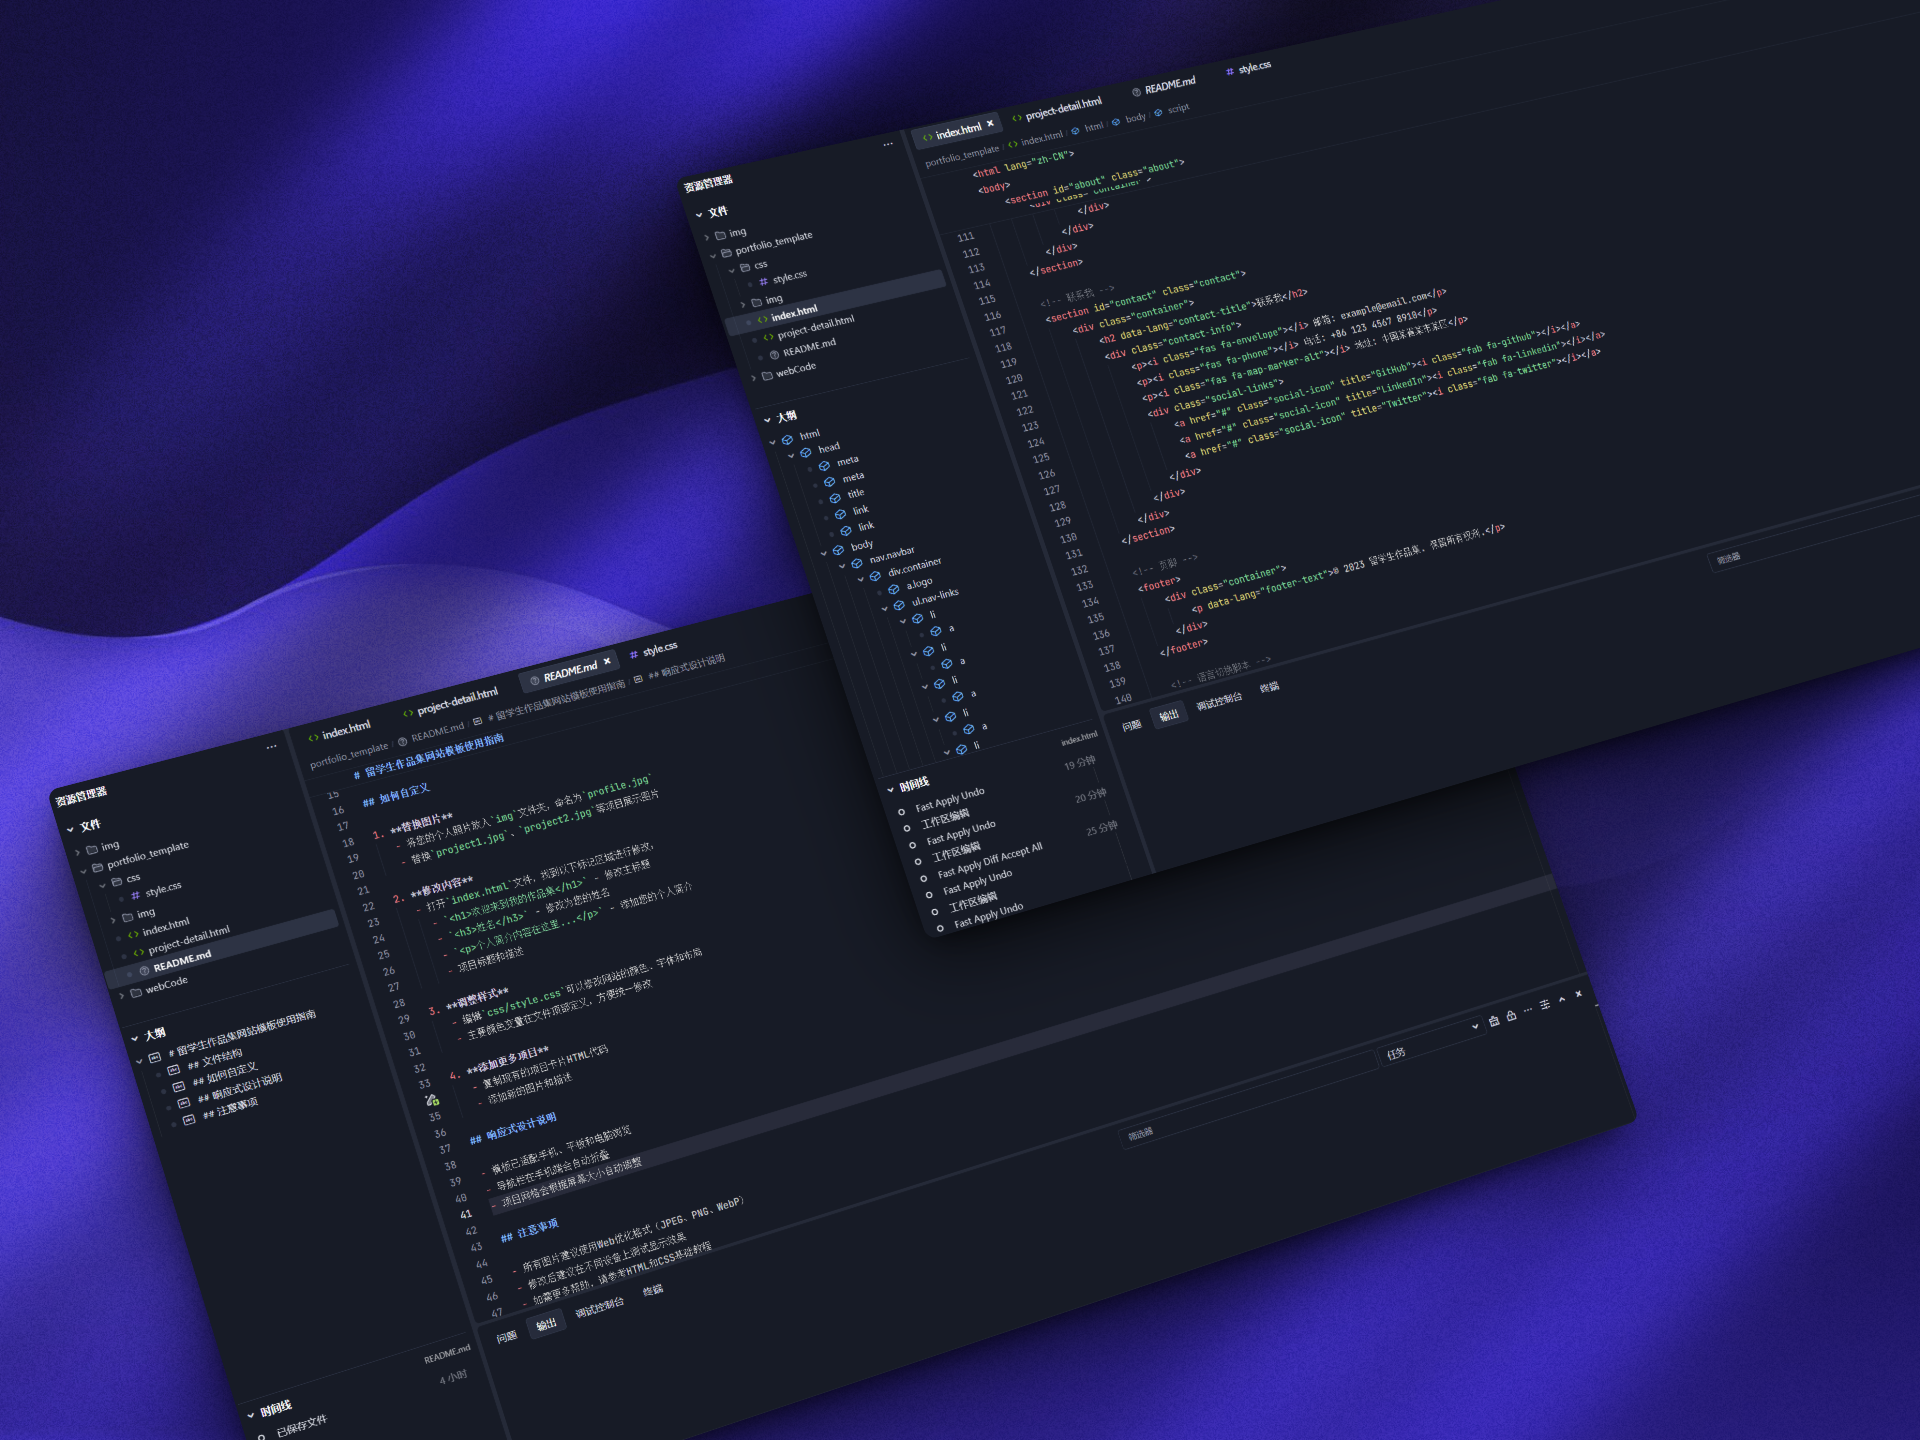 资源管理器
文件
img
portfolio_template
css
style.css
img
index.html
project-detail.html
README.md
webCode
大纲
html
head
meta
meta
title
link
link
body
nav.navbar
div.container
a.logo
ul.nav-links
li
a
li
a
li
a
li
a
li
时间线 index.html
Fast Apply Undo 19 分钟
工作区编辑
Fast Apply Undo 20 分钟
工作区编辑
Fast Apply Diff Accept All 25 分钟
Fast Apply Undo
工作区编辑
Fast Apply Undo
index.html project-detail.html README.md style.css
portfolio_template / index.html / html / body / script
<html lang="zh-CN">
<body>
<section id="about" class="about">
<div class="container">
111 </div>
112 </div>
113 </div>
114 </section>
115
116 <!-- 联系我 -->
117 <section id="contact" class="contact">
118 <div class="container">
119 <h2 data-lang="contact-title">联系我</h2>
120 <div class="contact-info">
121 <p><i class="fas fa-envelope"></i> 邮箱: example@email.com</p>
122 <p><i class="fas fa-phone"></i> 电话: +86 123 4567 8910</p>
123 <p><i class="fas fa-map-marker-alt"></i> 地址: 中国某省某市某区</p>
124 <div class="social-links">
125 <a href="#" class="social-icon" title="GitHub"><i class="fab fa-github"></i></a>
126 <a href="#" class="social-icon" title="LinkedIn"><i class="fab fa-linkedin"></i></a>
127 <a href="#" class="social-icon" title="Twitter"><i class="fab fa-twitter"></i></a>
128 </div>
129 </div>
130 </div>
131 </section>
132
133 <!-- 页脚 -->
134 <footer>
135 <div class="container">
136 <p data-lang="footer-text">© 2023 留学生作品集. 保留所有权利.</p>
137 </div>
138 </footer>
139
140 <!-- 语言切换脚本 -->
问题 输出 调试控制台 终端
筛选器
资源管理器
文件
img
portfolio_template
css
style.css
img
index.html
project-detail.html
README.md
webCode
大纲
# 留学生作品集网站模板使用指南
## 文件结构
## 如何自定义
## 响应式设计说明
## 注意事项
时间线 README.md
已保存文件 4 小时
index.html project-detail.html README.md style.css
portfolio_template / README.md / # 留学生作品集网站模板使用指南 / ## 响应式设计说明
# 留学生作品集网站模板使用指南
15
16 ## 如何自定义
17
18 1. **替换图片**
19 - 将您的个人照片放入`img`文件夹，命名为`profile.jpg`
20 - 替换`project1.jpg`、`project2.jpg`等项目展示图片
21
22 2. **修改内容**
23 - 打开`index.html`文件，找到以下标记区域进行修改：
24 - `<h1>欢迎来到我的作品集</h1>` - 修改主标题
25 - `<h3>姓名</h3>` - 修改为您的姓名
26 - `<p>个人简介内容在这里...</p>` - 添加您的个人简介
27 - 项目标题和描述
28
29 3. **调整样式**
30 - 编辑`css/style.css`可以修改网站的颜色、字体和布局
31 - 主要颜色变量在文件顶部定义，方便统一修改
32
33 4. **添加更多项目**
- 复制现有的项目卡片HTML代码
35 - 添加新的图片和描述
36
37 ## 响应式设计说明
38
39 - 模板已适配手机、平板和电脑浏览
40 - 导航栏在手机端会自动折叠
41 - 项目网格会根据屏幕大小自动调整
42
43 ## 注意事项
44
45 - 所有图片建议使用Web优化格式（JPEG、PNG、WebP）
46 - 修改后建议在不同设备上测试显示效果
47 - 如需更多帮助，请参考HTML和CSS基础教程
问题 输出 调试控制台 终端
筛选器
任务